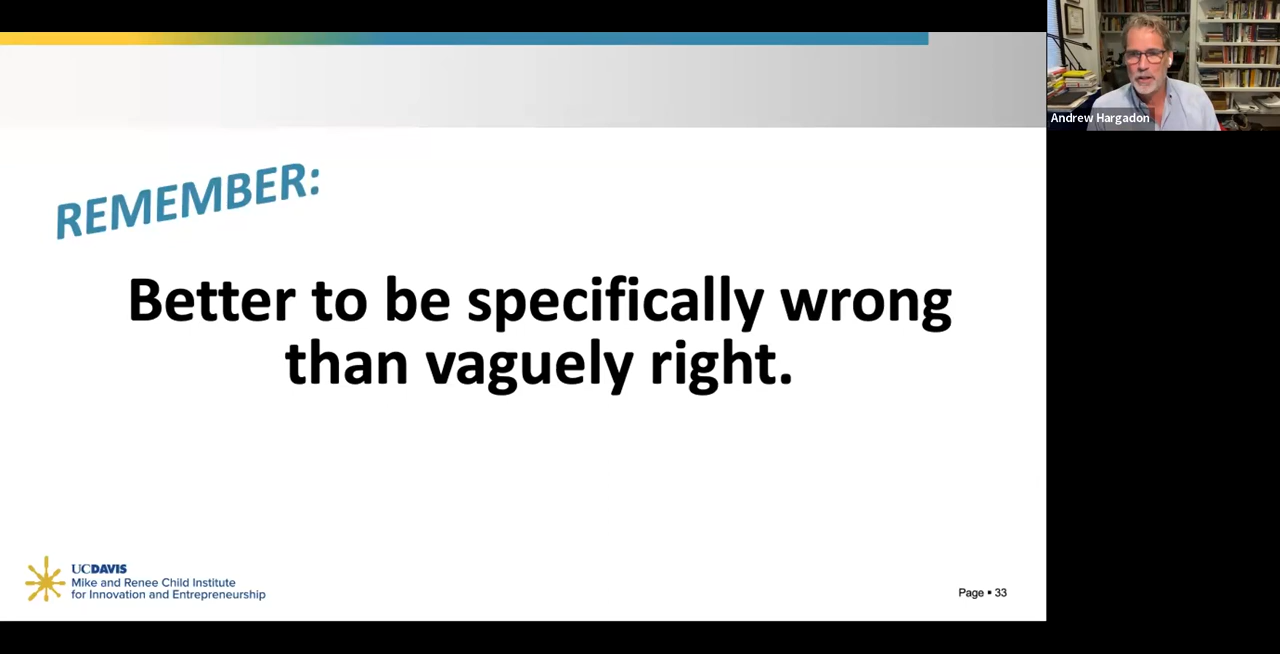 Andrew Hargadon
REMEMBER:
Better to be specifically wrong
than vaguely right.
UCDAVIS
Mike and Renee Child Institute
for Innovation and Entrepreneurship
Page ▪ 33